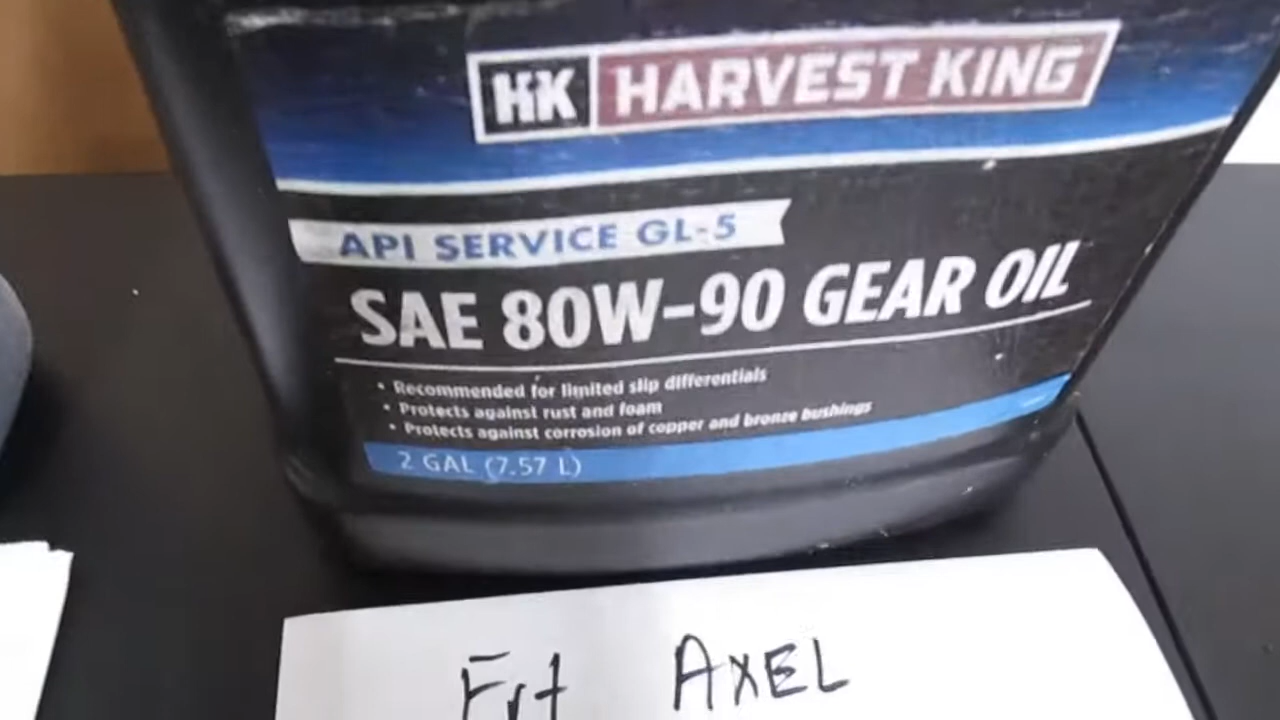 HK HARVEST KING
API SERVICE GL-5
SAE 80W-90 GEAR OIL
• Recommended for limited slip differentials
• Protects against rust and foam
• Protects against corrosion of copper and bronze bushings
2 GAL (7.57 L)
Frt AXEL